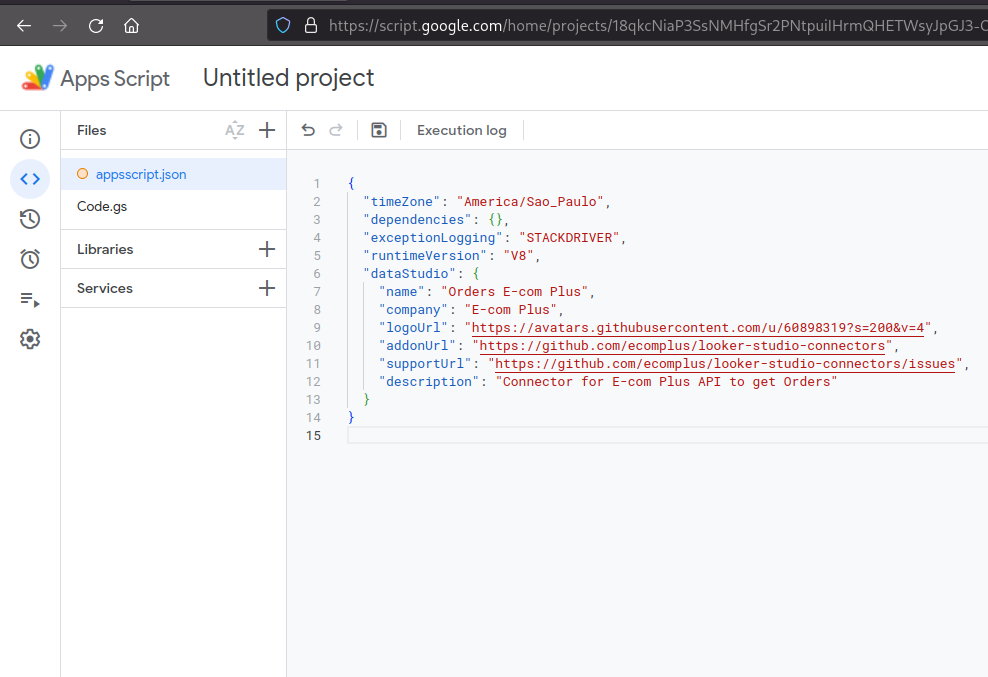 https://script.google.com/home/projects/18qkcNiaP3SsNMHfgSr2PNtpuiIHrmQHETWsyJpGJ3-
Apps Script Untitled project
Files AZ Execution log
appsscript.json
Code.gs
Libraries
Services
1 {
2 "timeZone": "America/Sao_Paulo",
3 "dependencies": {},
4 "exceptionLogging": "STACKDRIVER",
5 "runtimeVersion": "V8",
6 "dataStudio": {
7 "name": "Orders E-com Plus",
8 "company": "E-com Plus",
9 "logoUrl": "https://avatars.githubusercontent.com/u/60898319?s=200&v=4",
10 "addonUrl": "https://github.com/ecomplus/looker-studio-connectors",
11 "supportUrl": "https://github.com/ecomplus/looker-studio-connectors/issues",
12 "description": "Connector for E-com Plus API to get Orders"
13 }
14 }
15